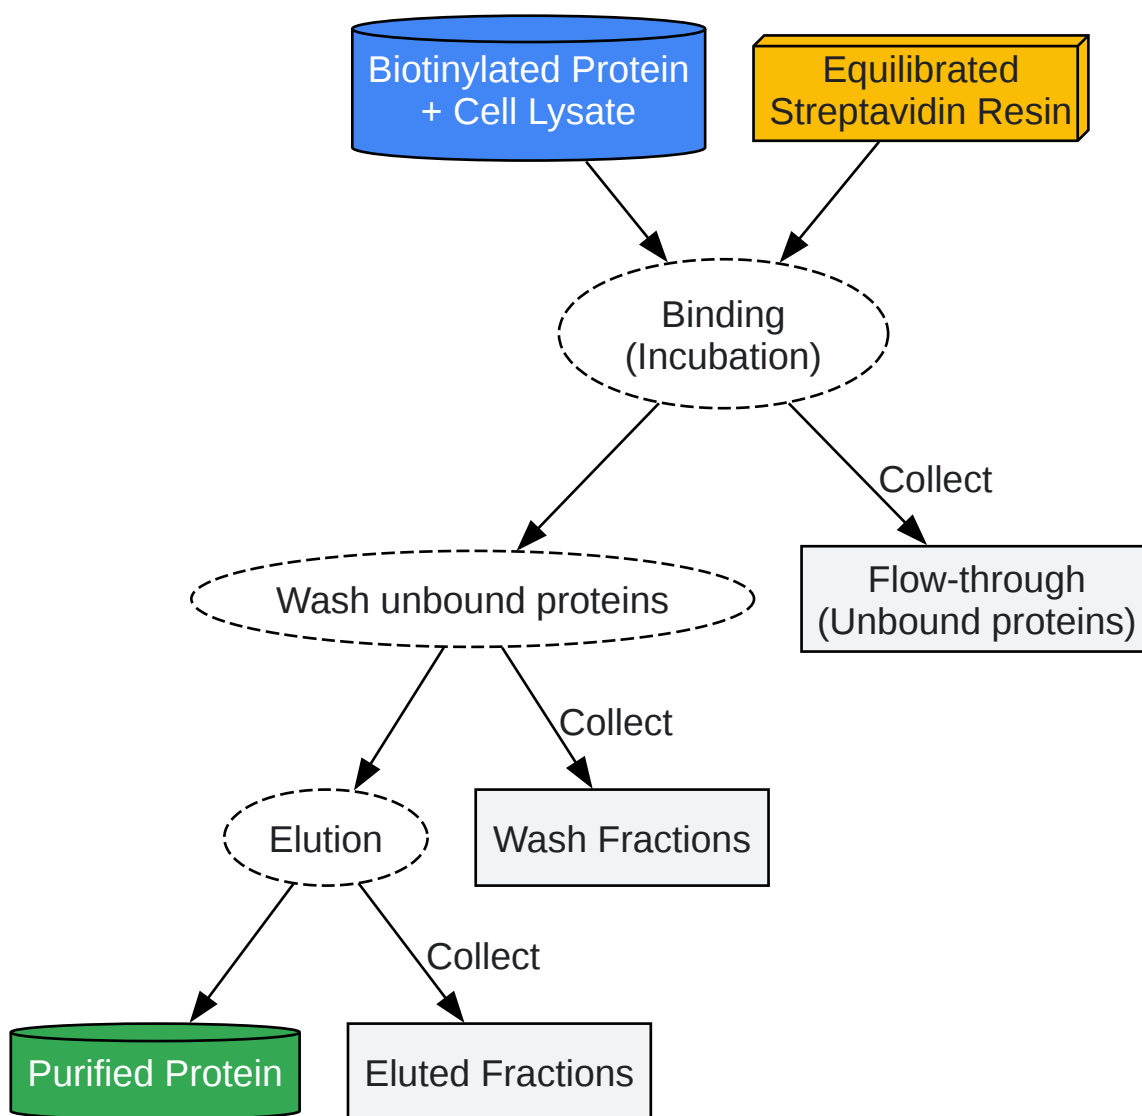 Biotinylated Protein
+ Cell Lysate
Equilibrated
Streptavidin Resin
Binding
(Incubation)
Collect
Flow-through
(Unbound proteins)
Wash unbound proteins
Collect
Elution
Wash Fractions
Collect
Purified Protein
Eluted Fractions